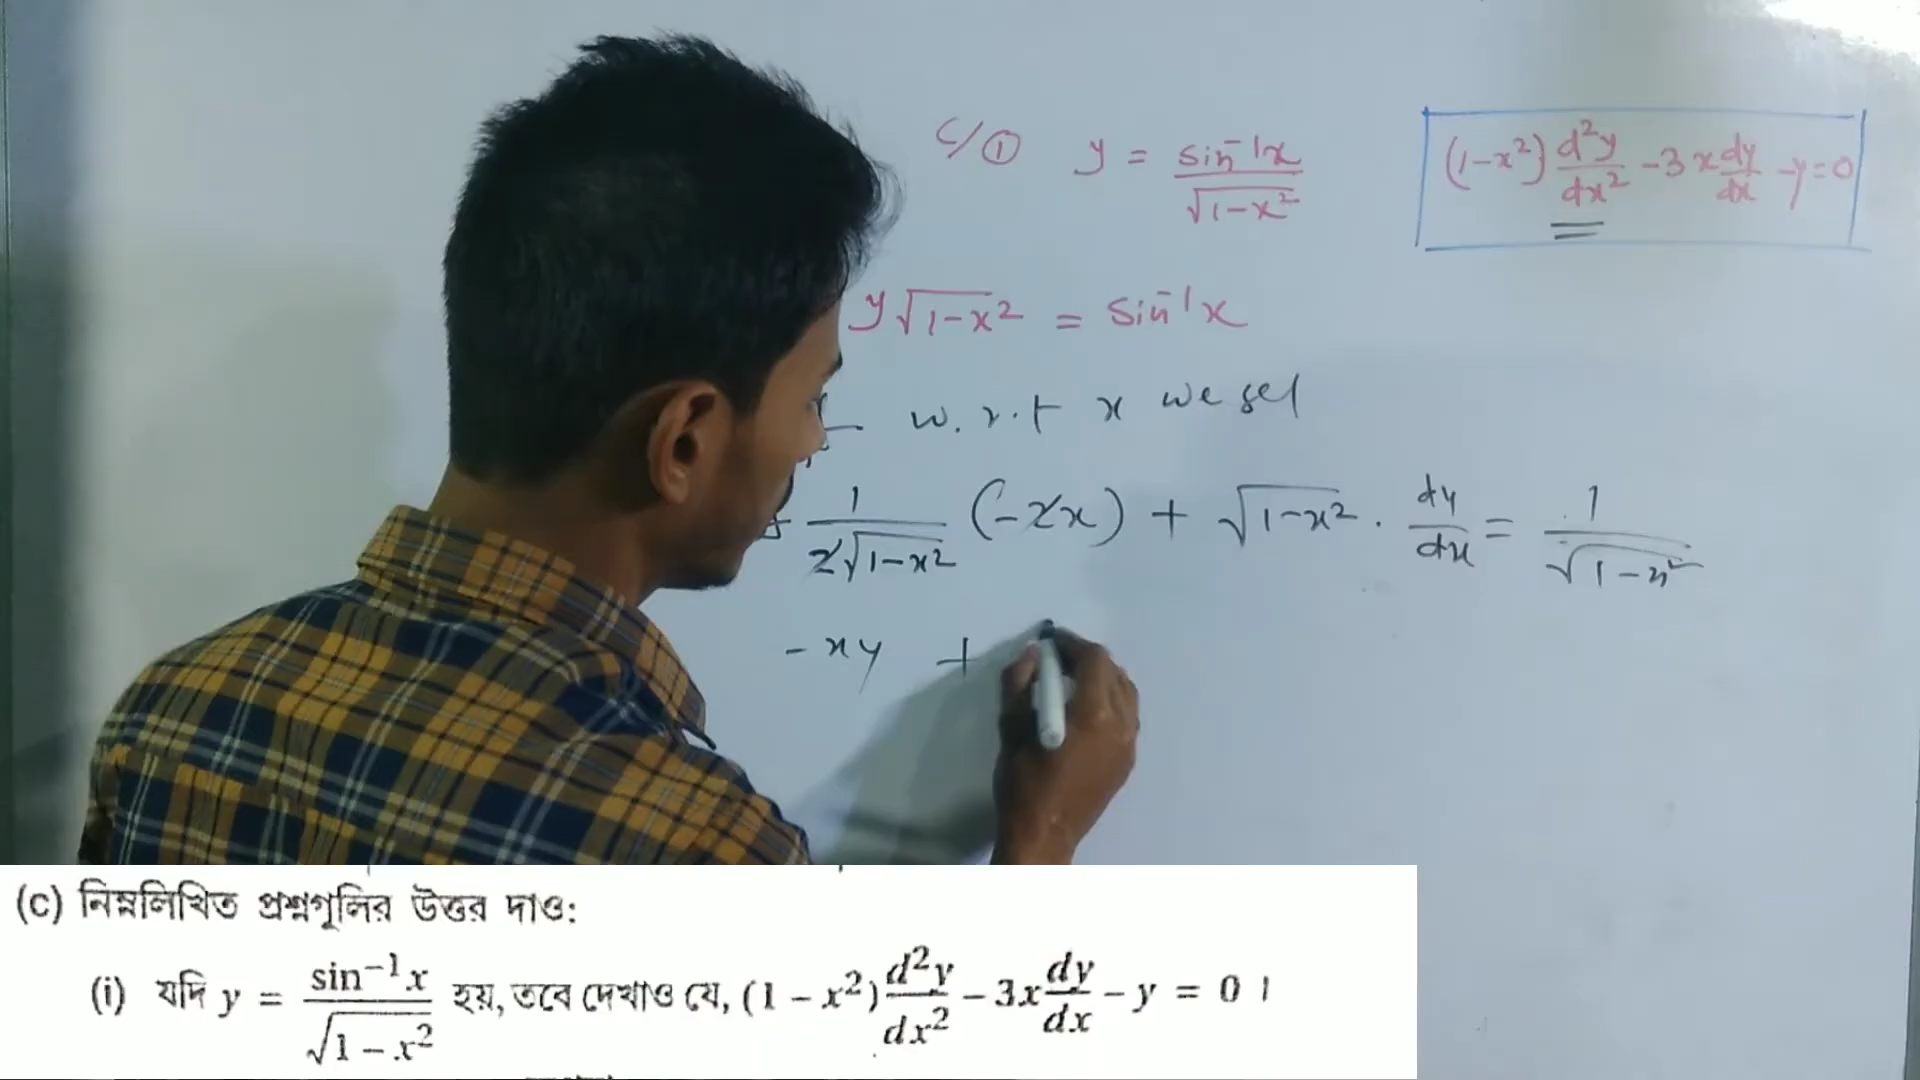 c/①   y = sin⁻¹x / √(1-x²)
(1-x²) d²y/dx² - 3x dy/dx - y = 0
y√(1-x²) = sin⁻¹x
w.r.t x we get
1/(2√(1-x²)) (-2x) + √(1-x²) . dy/dx = 1/√(1-x²)
-xy +
(c) নিম্নলিখিত প্রশ্নগুলির উত্তর দাও:
(i) যদি y = sin⁻¹x / √(1-x²) হয়, তবে দেখাও যে, (1-x²) d²y/dx² - 3x dy/dx - y = 0।